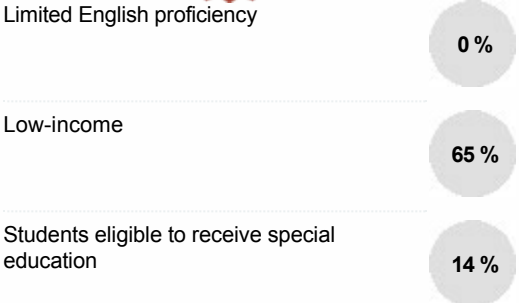 Limited English proficiency
0 %
Low-income
65 %
Students eligible to receive special
education
14 %